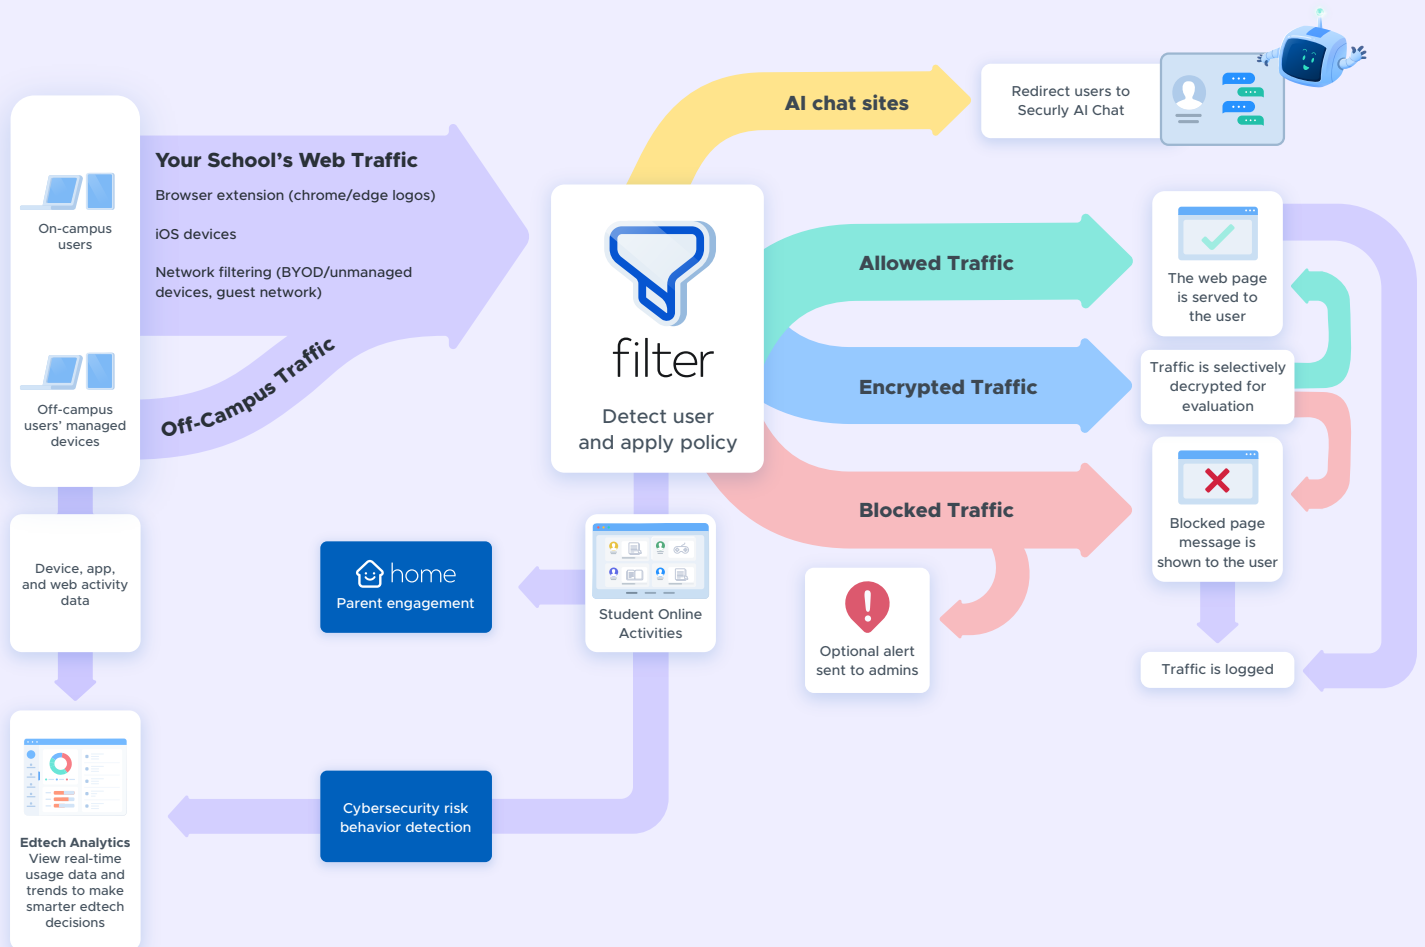 AI chat sites
Redirect users to
Securly AI Chat
Your School's Web Traffic
Browser extension (chrome/edge logos)
iOS devices
Network filtering (BYOD/unmanaged
devices, guest network)
On-campus
users
Off-campus
users' managed
devices
Off-Campus Traffic
filter
Detect user
and apply policy
Allowed Traffic
The web page
is served to
the user
Encrypted Traffic
Traffic is selectively
decrypted for
evaluation
Blocked Traffic
Blocked page
message is
shown to the user
Optional alert
sent to admins
Traffic is logged
Device, app,
and web activity
data
home
Parent engagement
Student Online
Activities
Cybersecurity risk
behavior detection
Edtech Analytics
View real-time
usage data and
trends to make
smarter edtech
decisions